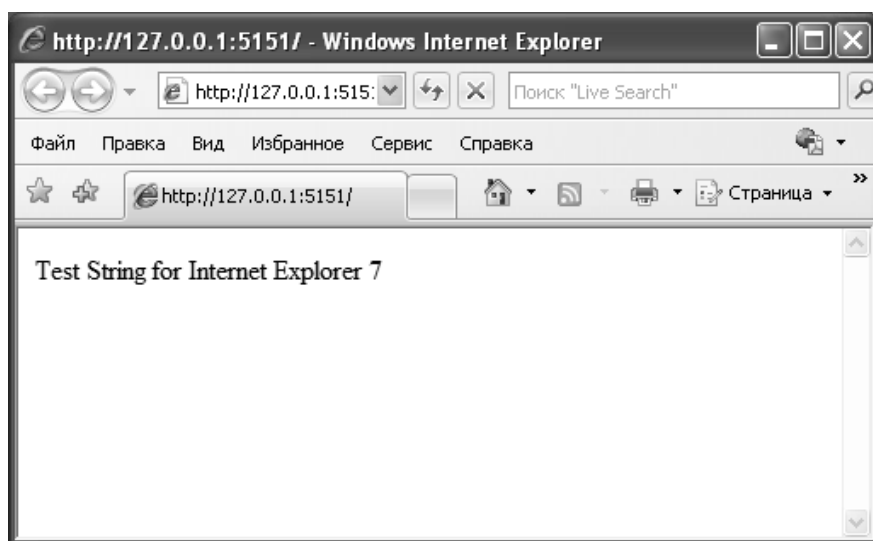 http://127.0.0.1:5151/ - Windows Internet Explorer
http://127.0.0.1:515 Поиск "Live Search"
Файл Правка Вид Избранное Сервис Справка
http://127.0.0.1:5151/ Страница »
Test String for Internet Explorer 7